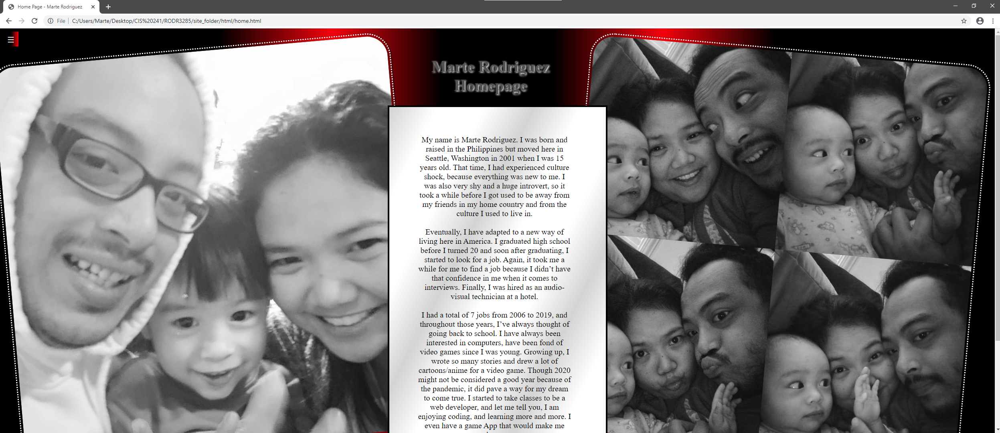 Home Page - Marte Rodriguez
File
C:/Users/Marte/Desktop/CIS%20241/RODR3285/site_folder/html/home.html
Marte Rodriguez
Homepage
My name is Marte Rodriguez. I was born and
raised in the Philippines but moved here in
Seattle, Washington in 2001 when I was 15
years old. That time, I had experienced culture
shock, because everything was new to me. I
was also very shy and a huge introvert, so it
took a while before I got used to be away from
my friends in my home country and from the
culture I used to live in.
Eventually, I have adapted to a new way of
living here in America. I graduated high school
before I turned 20 and soon after graduating, I
started to look for a job. Again, it took me a
while for me to find a job because I didn’t have
that confidence in me when it comes to
interviews. Finally, I was hired as an audio-
visual technician at a hotel.
I had a total of 7 jobs from 2006 to 2019, and
throughout those years, I’ve always thought of
going back to school. I have always been
interested in computers, have been fond of
video games since I was young. Growing up, I
wrote so many stories and drew a lot of
cartoons/anime for a video game. Though 2020
might not be considered a good year because of
the pandemic, it did pave a way for my dream
to come true. I started to take classes to be a
web developer, and let me tell you, I am
enjoying coding, and learning more and more. I
even have a game App that would make me